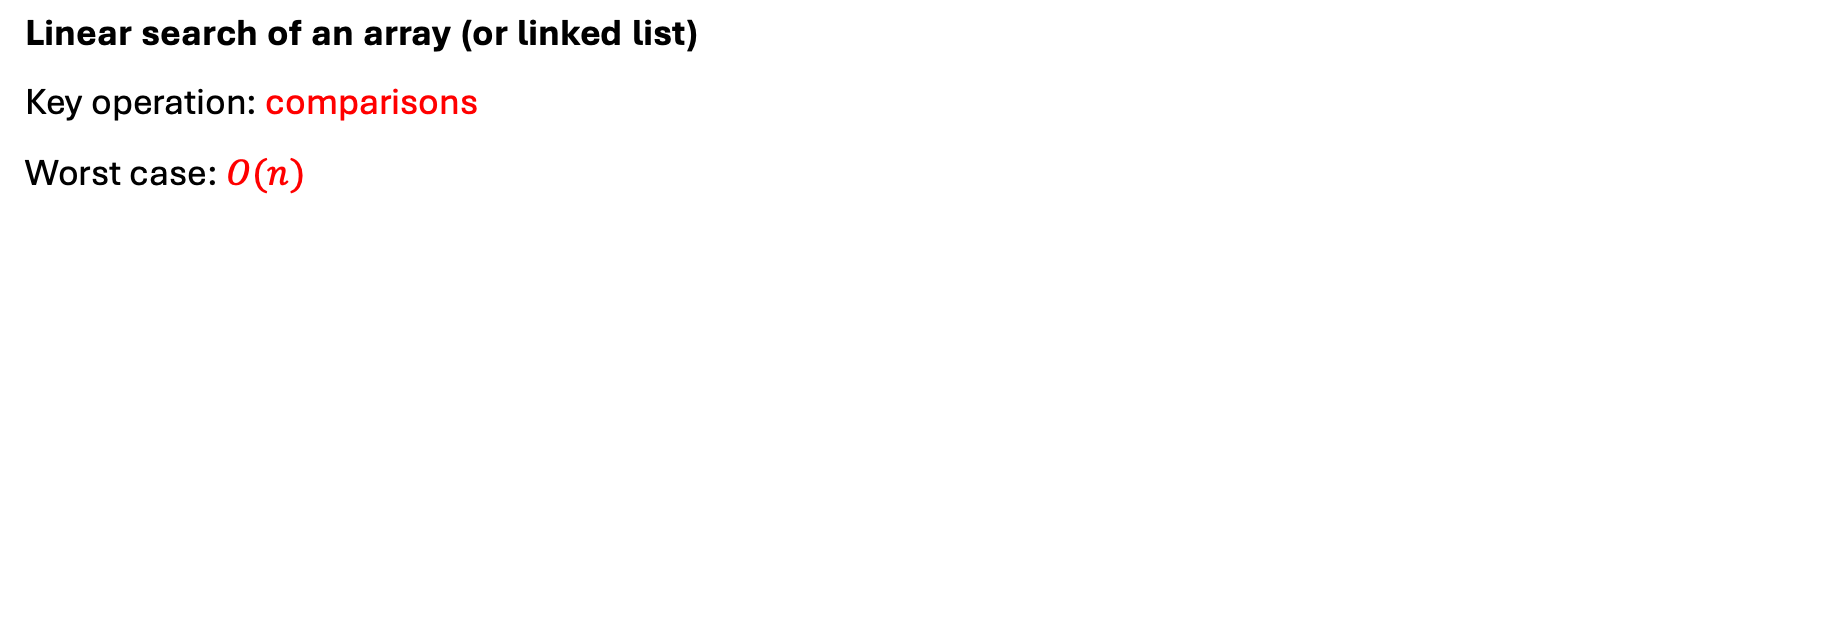 Linear search of an array (or linked list)
Key operation: comparisons
Worst case: O(n)